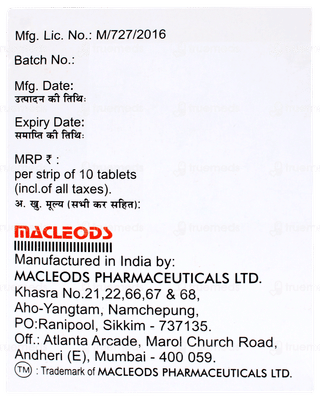 Mfg. Lic. No.: M/727/2016
Batch No.:
Mfg. Date:
उत्पादन की तिथिः
Expiry Date:
समाप्ति की तिथिः
MRP ₹ :
per strip of 10 tablets
(incl.of all taxes).
अ. खु. मूल्य (सभी कर सहित):
MACLEODS
Manufactured in India by:
MACLEODS PHARMACEUTICALS LTD.
Khasra No.21,22,66,67 & 68,
Aho-Yangtam, Namchepung,
PO:Ranipool, Sikkim - 737135.
Off.: Atlanta Arcade, Marol Church Road,
Andheri (E), Mumbai - 400 059.
TM : Trademark of MACLEODS PHARMACEUTICALS LTD.